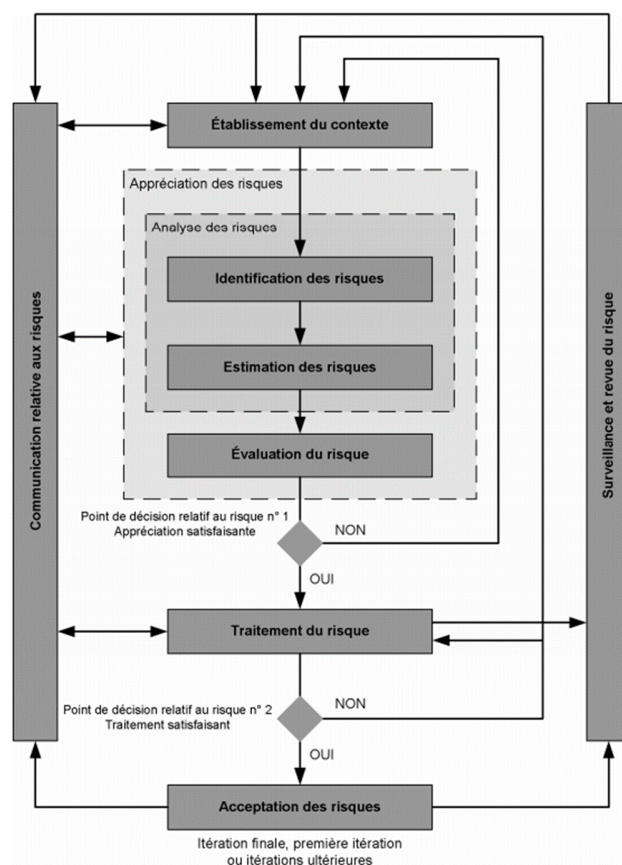 Établissement du contexte
Appréciation des risques
Analyse des risques
Identification des risques
Estimation des risques
Évaluation du risque
Communication relative aux risques
Surveillance et revue du risque
Point de décision relatif au risque n° 1
Appréciation satisfaisante
NON
OUI
Traitement du risque
Point de décision relatif au risque n° 2
Traitement satisfaisant
NON
OUI
Acceptation des risques
Itération finale, première itération
ou itérations ultérieures